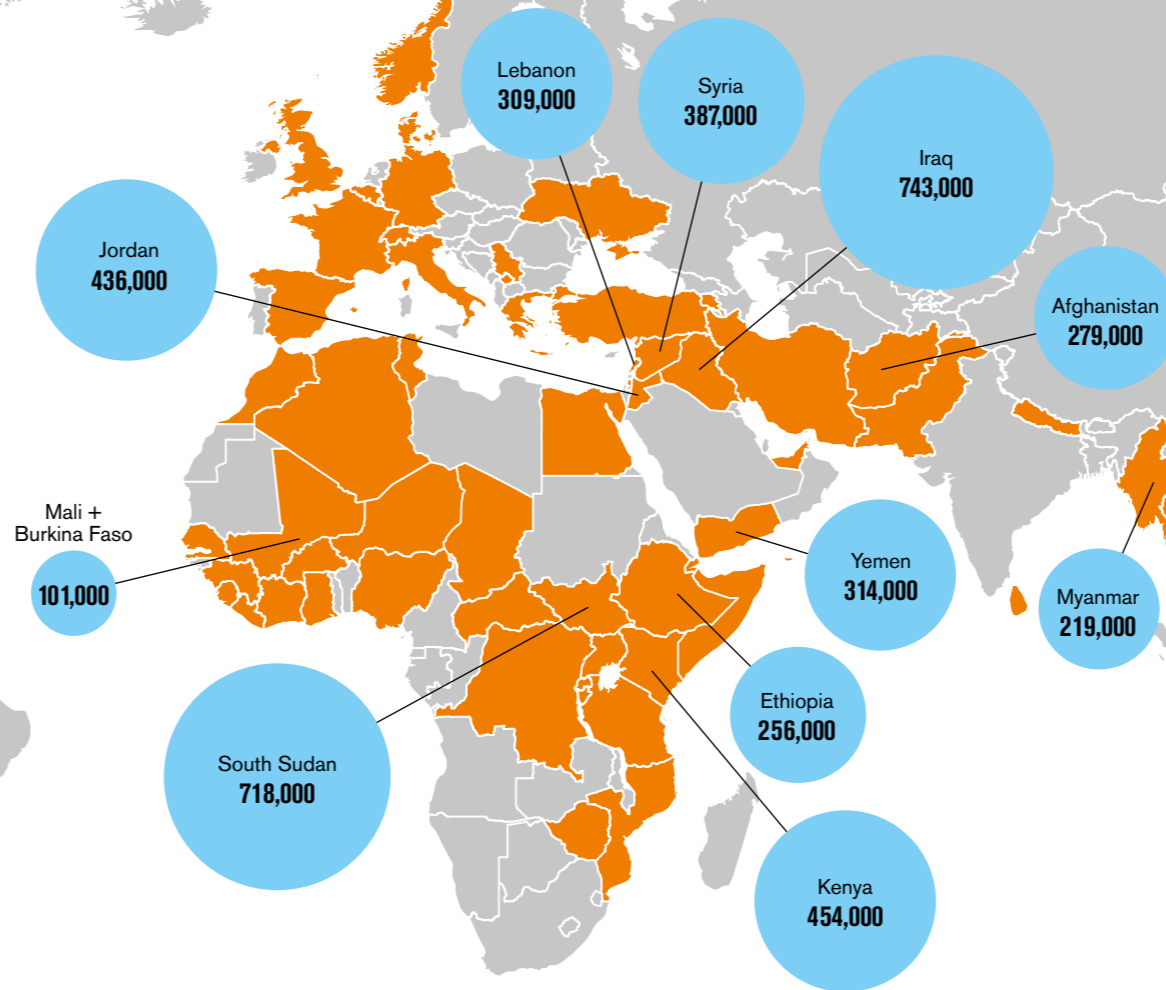 Lebanon
309,000
Syria
387,000
Iraq
743,000
Jordan
436,000
Afghanistan
279,000
Mali +
Burkina Faso
101,000
Yemen
314,000
Myanmar
219,000
Ethiopia
256,000
South Sudan
718,000
Kenya
454,000